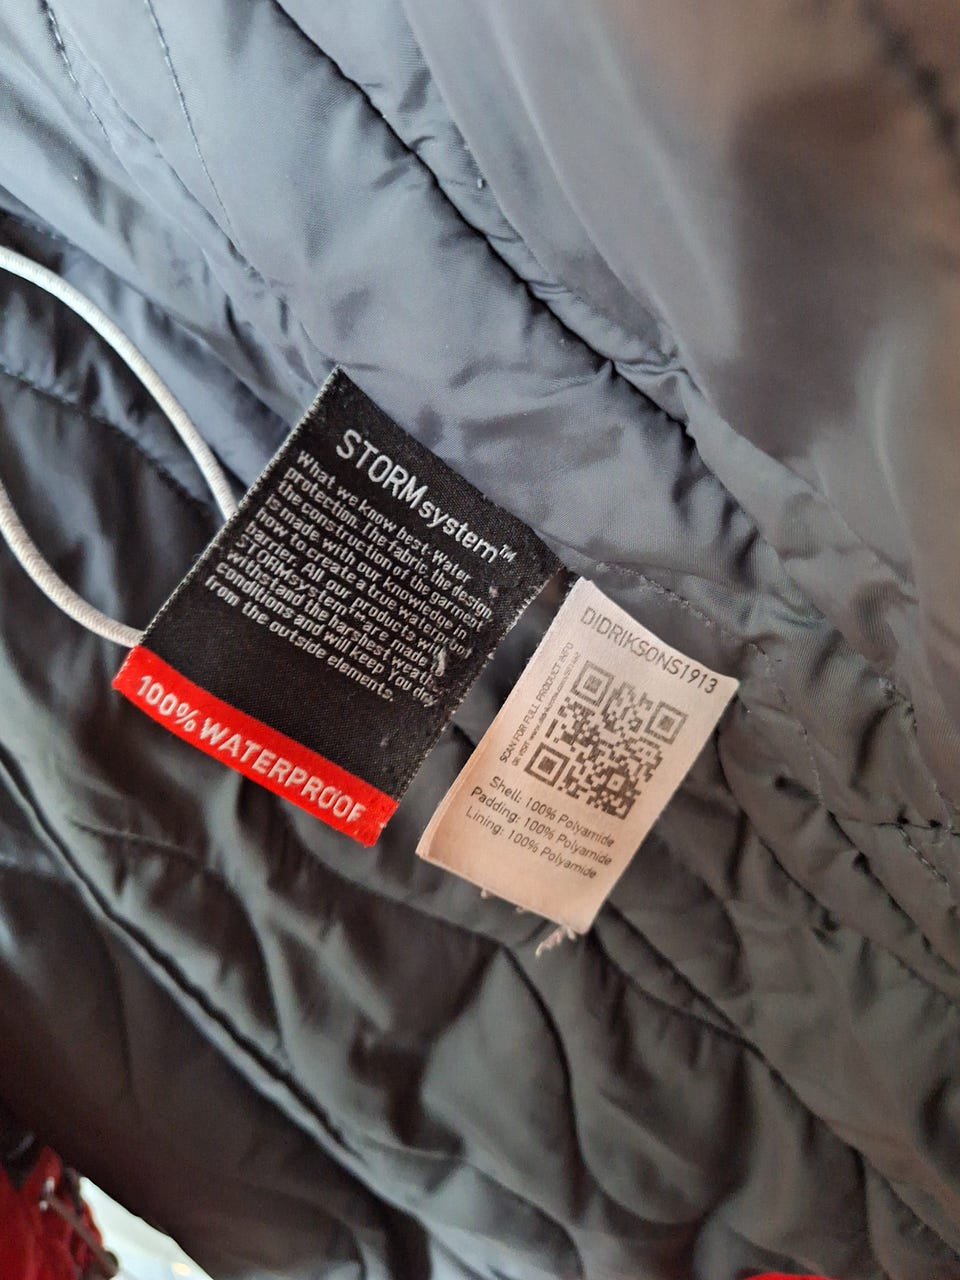 STORMsystem™
What we know best: Water
protection. The fabric, the design,
the construction of the garment
is made with our knowledge in
how to create a true waterproof
barrier. All our products with
STORMsystem™ are made to
withstand the harshest weather
conditions and will keep you dry
from the outside elements.
100% WATERPROOF
DIDRIKSONS1913
SCAN FOR FULL PRODUCT INFO
Shell: 100% Polyamide
Padding: 100% Polyamide
Lining: 100% Polyamide